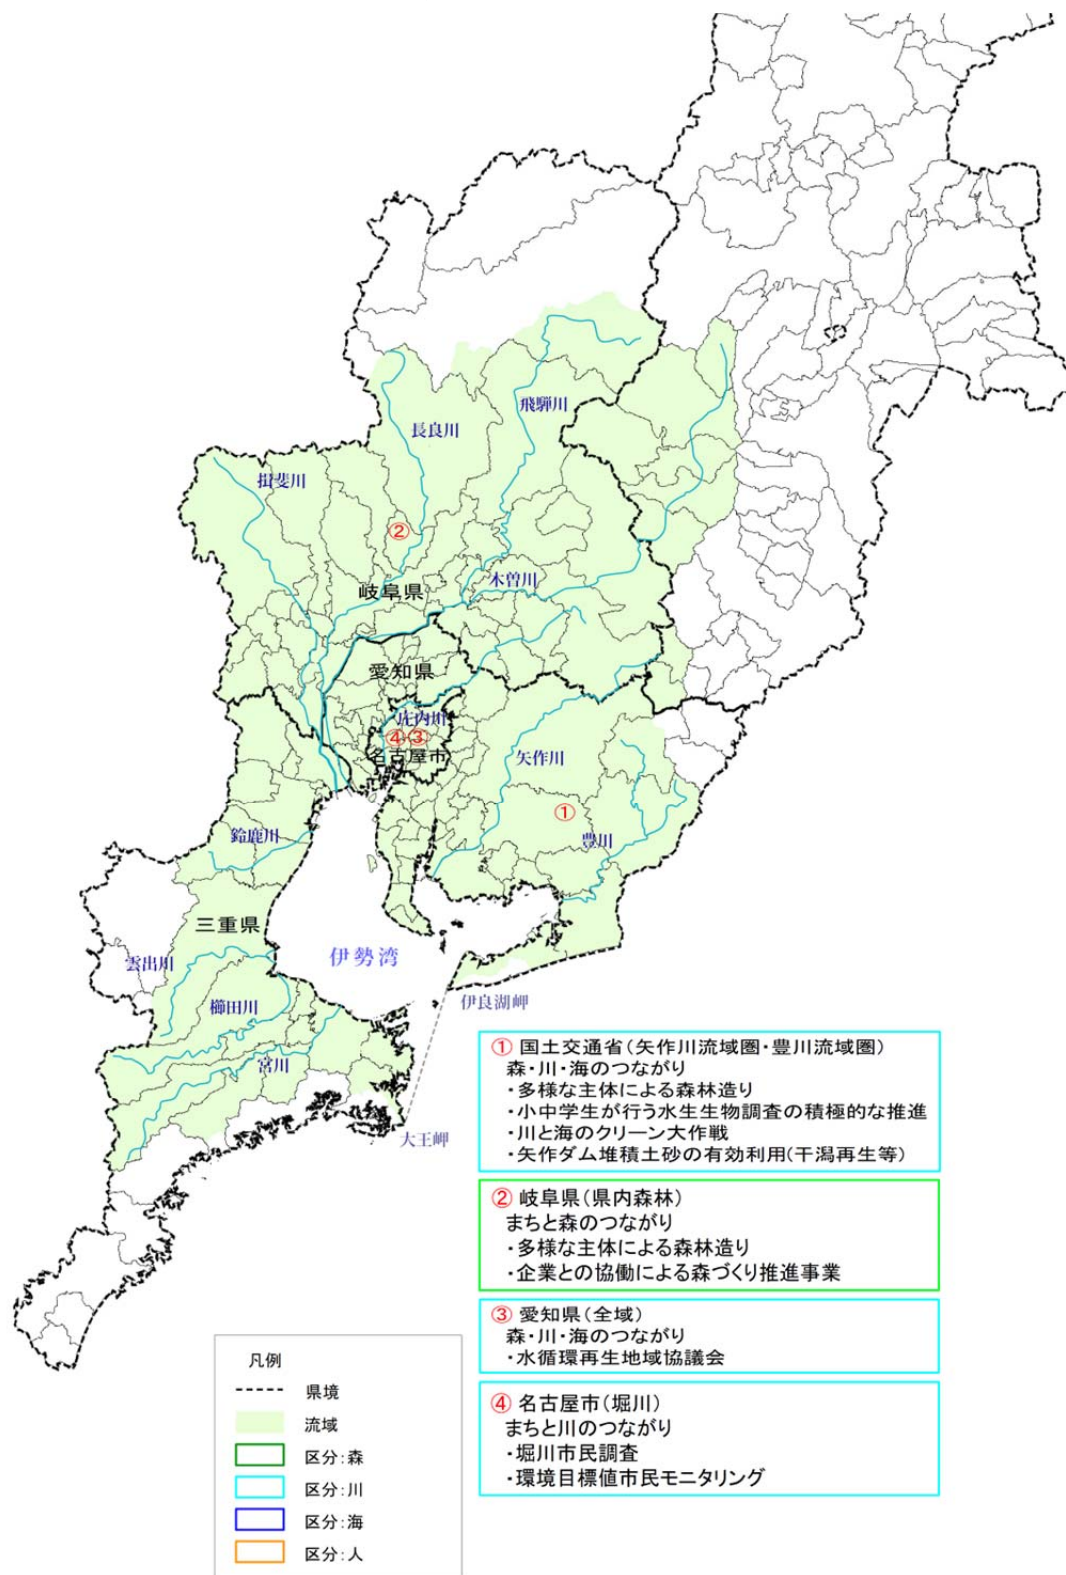 飛騨川
長良川
揖斐川
②
木曽川
岐阜県
愛知県
庄内川
④
③
名古屋市
矢作川
①
豊川
鈴鹿川
三重県
伊勢湾
雲出川
櫛田川
伊良湖岬
宮川
大王岬
① 国土交通省(矢作川流域圏・豊川流域圏)
森・川・海のつながり
・多様な主体による森林造り
・小中学生が行う水生生物調査の積極的な推進
・川と海のクリーン大作戦
・矢作ダム堆積土砂の有効利用(干潟再生等)
② 岐阜県(県内森林)
まちと森のつながり
・多様な主体による森林造り
・企業との協働による森づくり推進事業
③ 愛知県(全域)
森・川・海のつながり
・水循環再生地域協議会
④ 名古屋市(堀川)
まちと川のつながり
・堀川市民調査
・環境目標値市民モニタリング
凡例
県境
流域
区分:森
区分:川
区分:海
区分:人